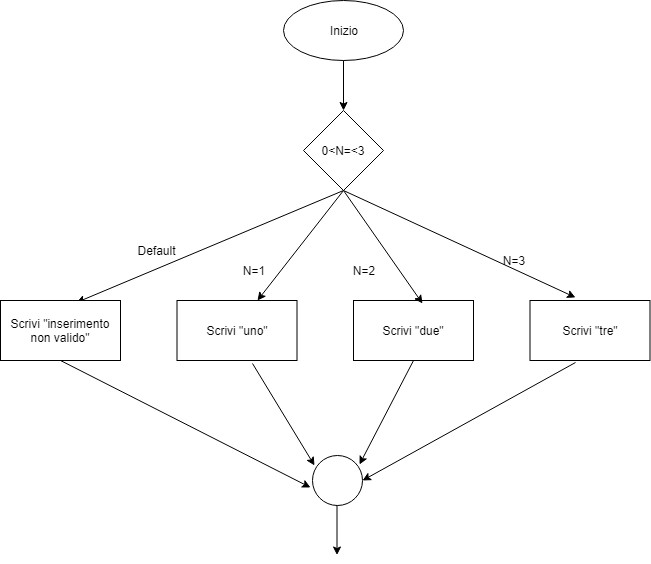 Inizio
0<N=<3
Default
N=1
N=2
N=3
Scrivi "inserimento
non valido"
Scrivi "uno"
Scrivi "due"
Scrivi "tre"